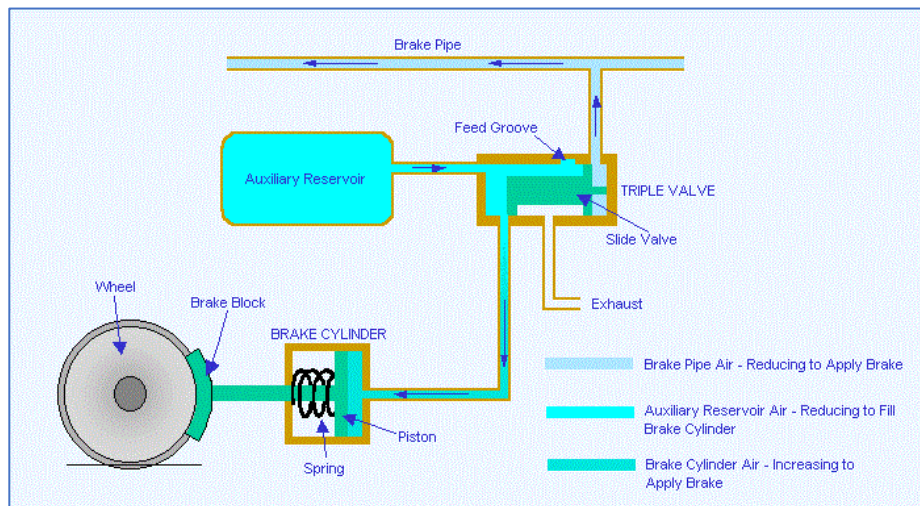 Brake Pipe
Feed Groove
Auxiliary Reservoir
TRIPLE VALVE
Slide Valve
Wheel
Brake Block
Exhaust
BRAKE CYLINDER
Brake Pipe Air - Reducing to Apply Brake
Auxiliary Reservoir Air - Reducing to Fill
Brake Cylinder
Piston
Spring
Brake Cylinder Air - Increasing to
Apply Brake